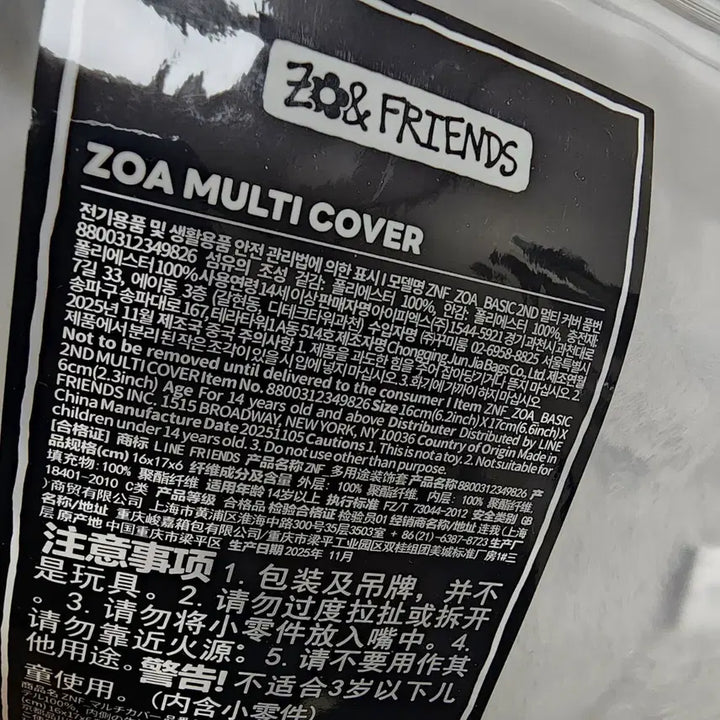 ZO& FRIENDS
ZOA MULTI COVER
전기용품 및 생활용품 안전 관리법에 의한 표시 | 모델명 ZNF_ZOA_BASIC 2ND 멀티 커버 품번
8800312349826 섬유의 조성 겉감: 폴리에스터 100%, 안감: 폴리에스터 100%, 충전재:
폴리에스터100% 사용연령 14세 이상 판매자명 아이피엑스(주) 1544-5921 경기 과천시 과천대로
7길 33, 에이동 3층 (갈현동, 디테크타워과천) 수입자명 (주)꾸미롬 02-6958-8825 서울특별시
송파구 송파대로 167, 테라타워1 A동 514호 제조자명 Chongqing Jun Jia Bags Co., Ltd. 제조연월
2025년 11월 제조국 중국 주의사항 1. 제품을 과도한 힘을 주어 잡아당기거나 뜯지 마십시오. 2.
제품에서 분리된 작은 조각이 있을 시 입에 넣지 마십시오. 3. 화기에 가까이 하지 마십시오.
Not to be removed until delivered to the consumer | Item ZNF_ZOA_BASIC
2ND MULTI COVER Item No. 8800312349826 Size 16cm(6.2inch) X 17cm(6.6inch) X
6cm(2.3inch) Age For 14 years old and above Distributer Distributed by LINE
FRIENDS INC. 1515 BROADWAY, NEW YORK, NY 10036 Country of Origin Made in
China Manufacture Date 20251105 Cautions 1. This is not a toy. 2. Not suitable for
children under 14 years old. 3. Do not use other than purpose.
[合格证] 商标 LINE FRIENDS 产品名称 ZNF 多用途装饰套 产品名称 8800312349826 产
品规格(cm) 16x17x6 纤维成分及含量 外层：100% 聚酯纤维，内层：100% 聚酯纤维，
填充物：100% 聚酯纤维 适用年龄 14岁以上 执行标准 FZ/T 73044-2012 安全类别 GB
18401-2010 C类 产品等级 合格品 检验合格证 检验员01 经销商名称/地址 连我(上海
)商贸有限公司 上海市黄浦区淮海中路300号35层3503室 + 86(21)-6387-8723 生产厂
名称/地址 重庆峻嘉箱包有限公司/重庆市梁平工业园区双桂组团美城标准厂房1#三
层 原产地 中国重庆市梁平区 生产日期 2025年 11月
注意事项 1. 包装及吊牌，并不
是玩具。2. 请勿过度拉扯或拆开
。3. 请勿将小零件放入嘴中。4.
请勿靠近火源；5. 请不要用作其
他用途。警告! 不适合3岁以下儿
童使用。(内含小零件)
商品名 ZNF_マルチカバー
テル100%, 内側の
(cm) 16x17x